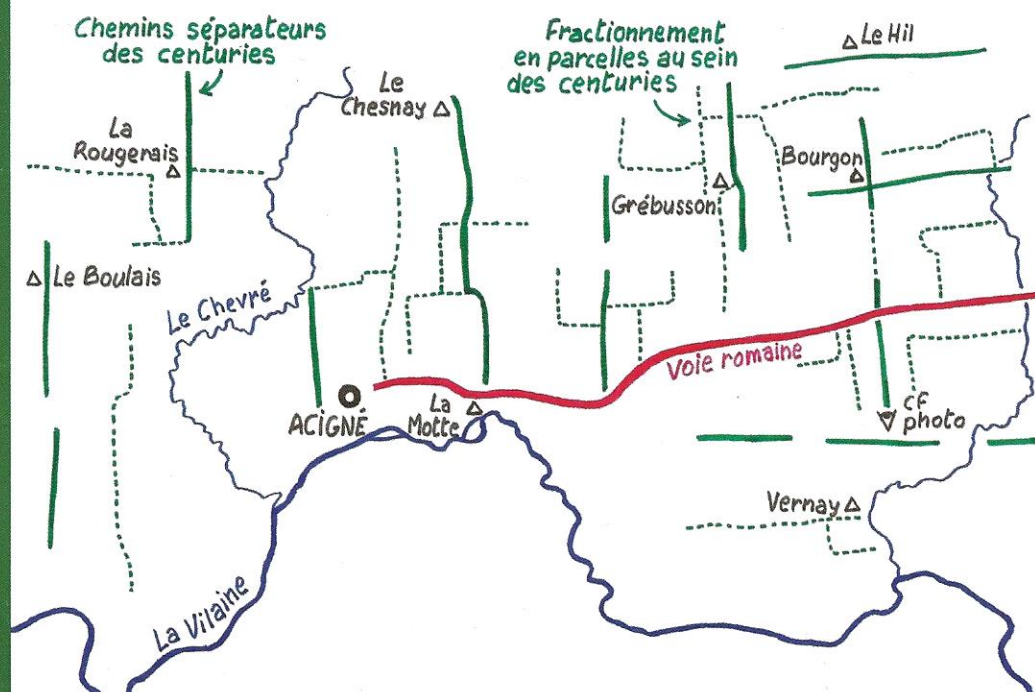 Chemins séparateurs
des centuries
Fractionnement
en parcelles au sein
des centuries
Le Hil
Le
Chesnay
La
Rougerais
Bourgon
Grébusson
Le Boulais
Le Chevré
Voie romaine
ACiGNÉ
La
Motte
cf
photo
Vernay
La Vilaine